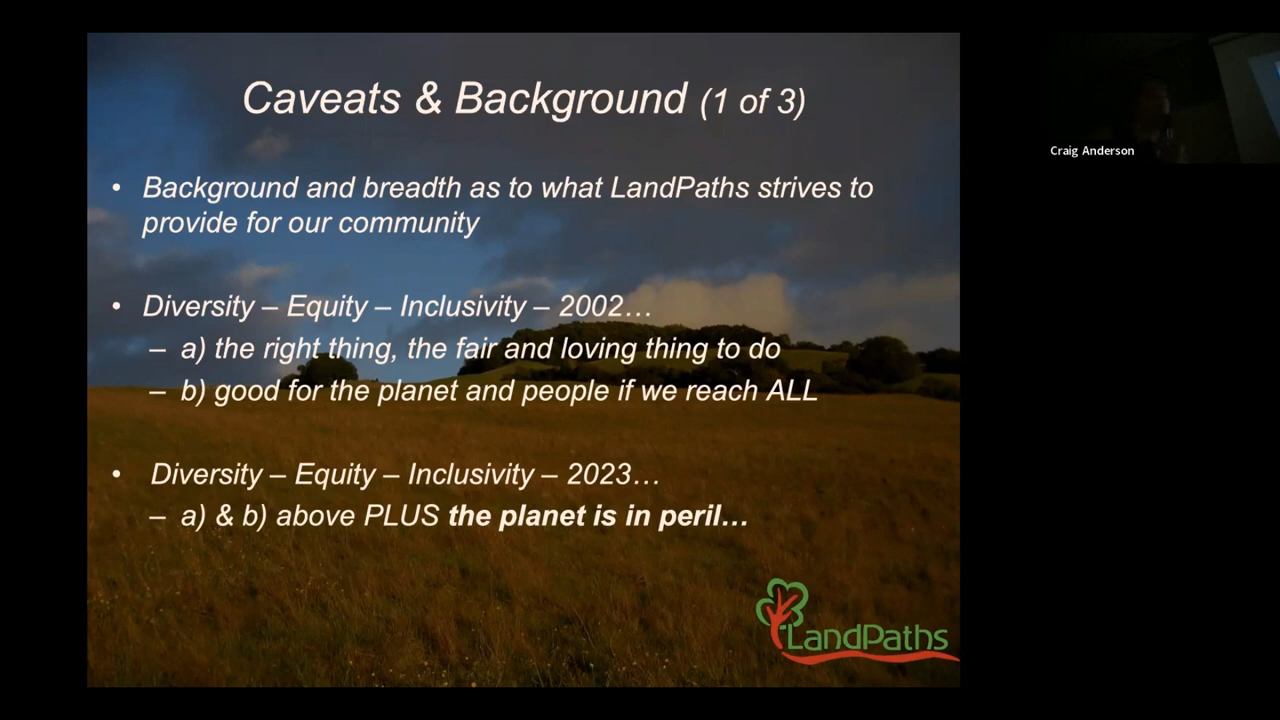 Caveats & Background (1 of 3)
• Background and breadth as to what LandPaths strives to
provide for our community
• Diversity – Equity – Inclusivity – 2002…
– a) the right thing, the fair and loving thing to do
– b) good for the planet and people if we reach ALL
• Diversity – Equity – Inclusivity – 2023…
– a) & b) above PLUS the planet is in peril…
LandPaths
Craig Anderson